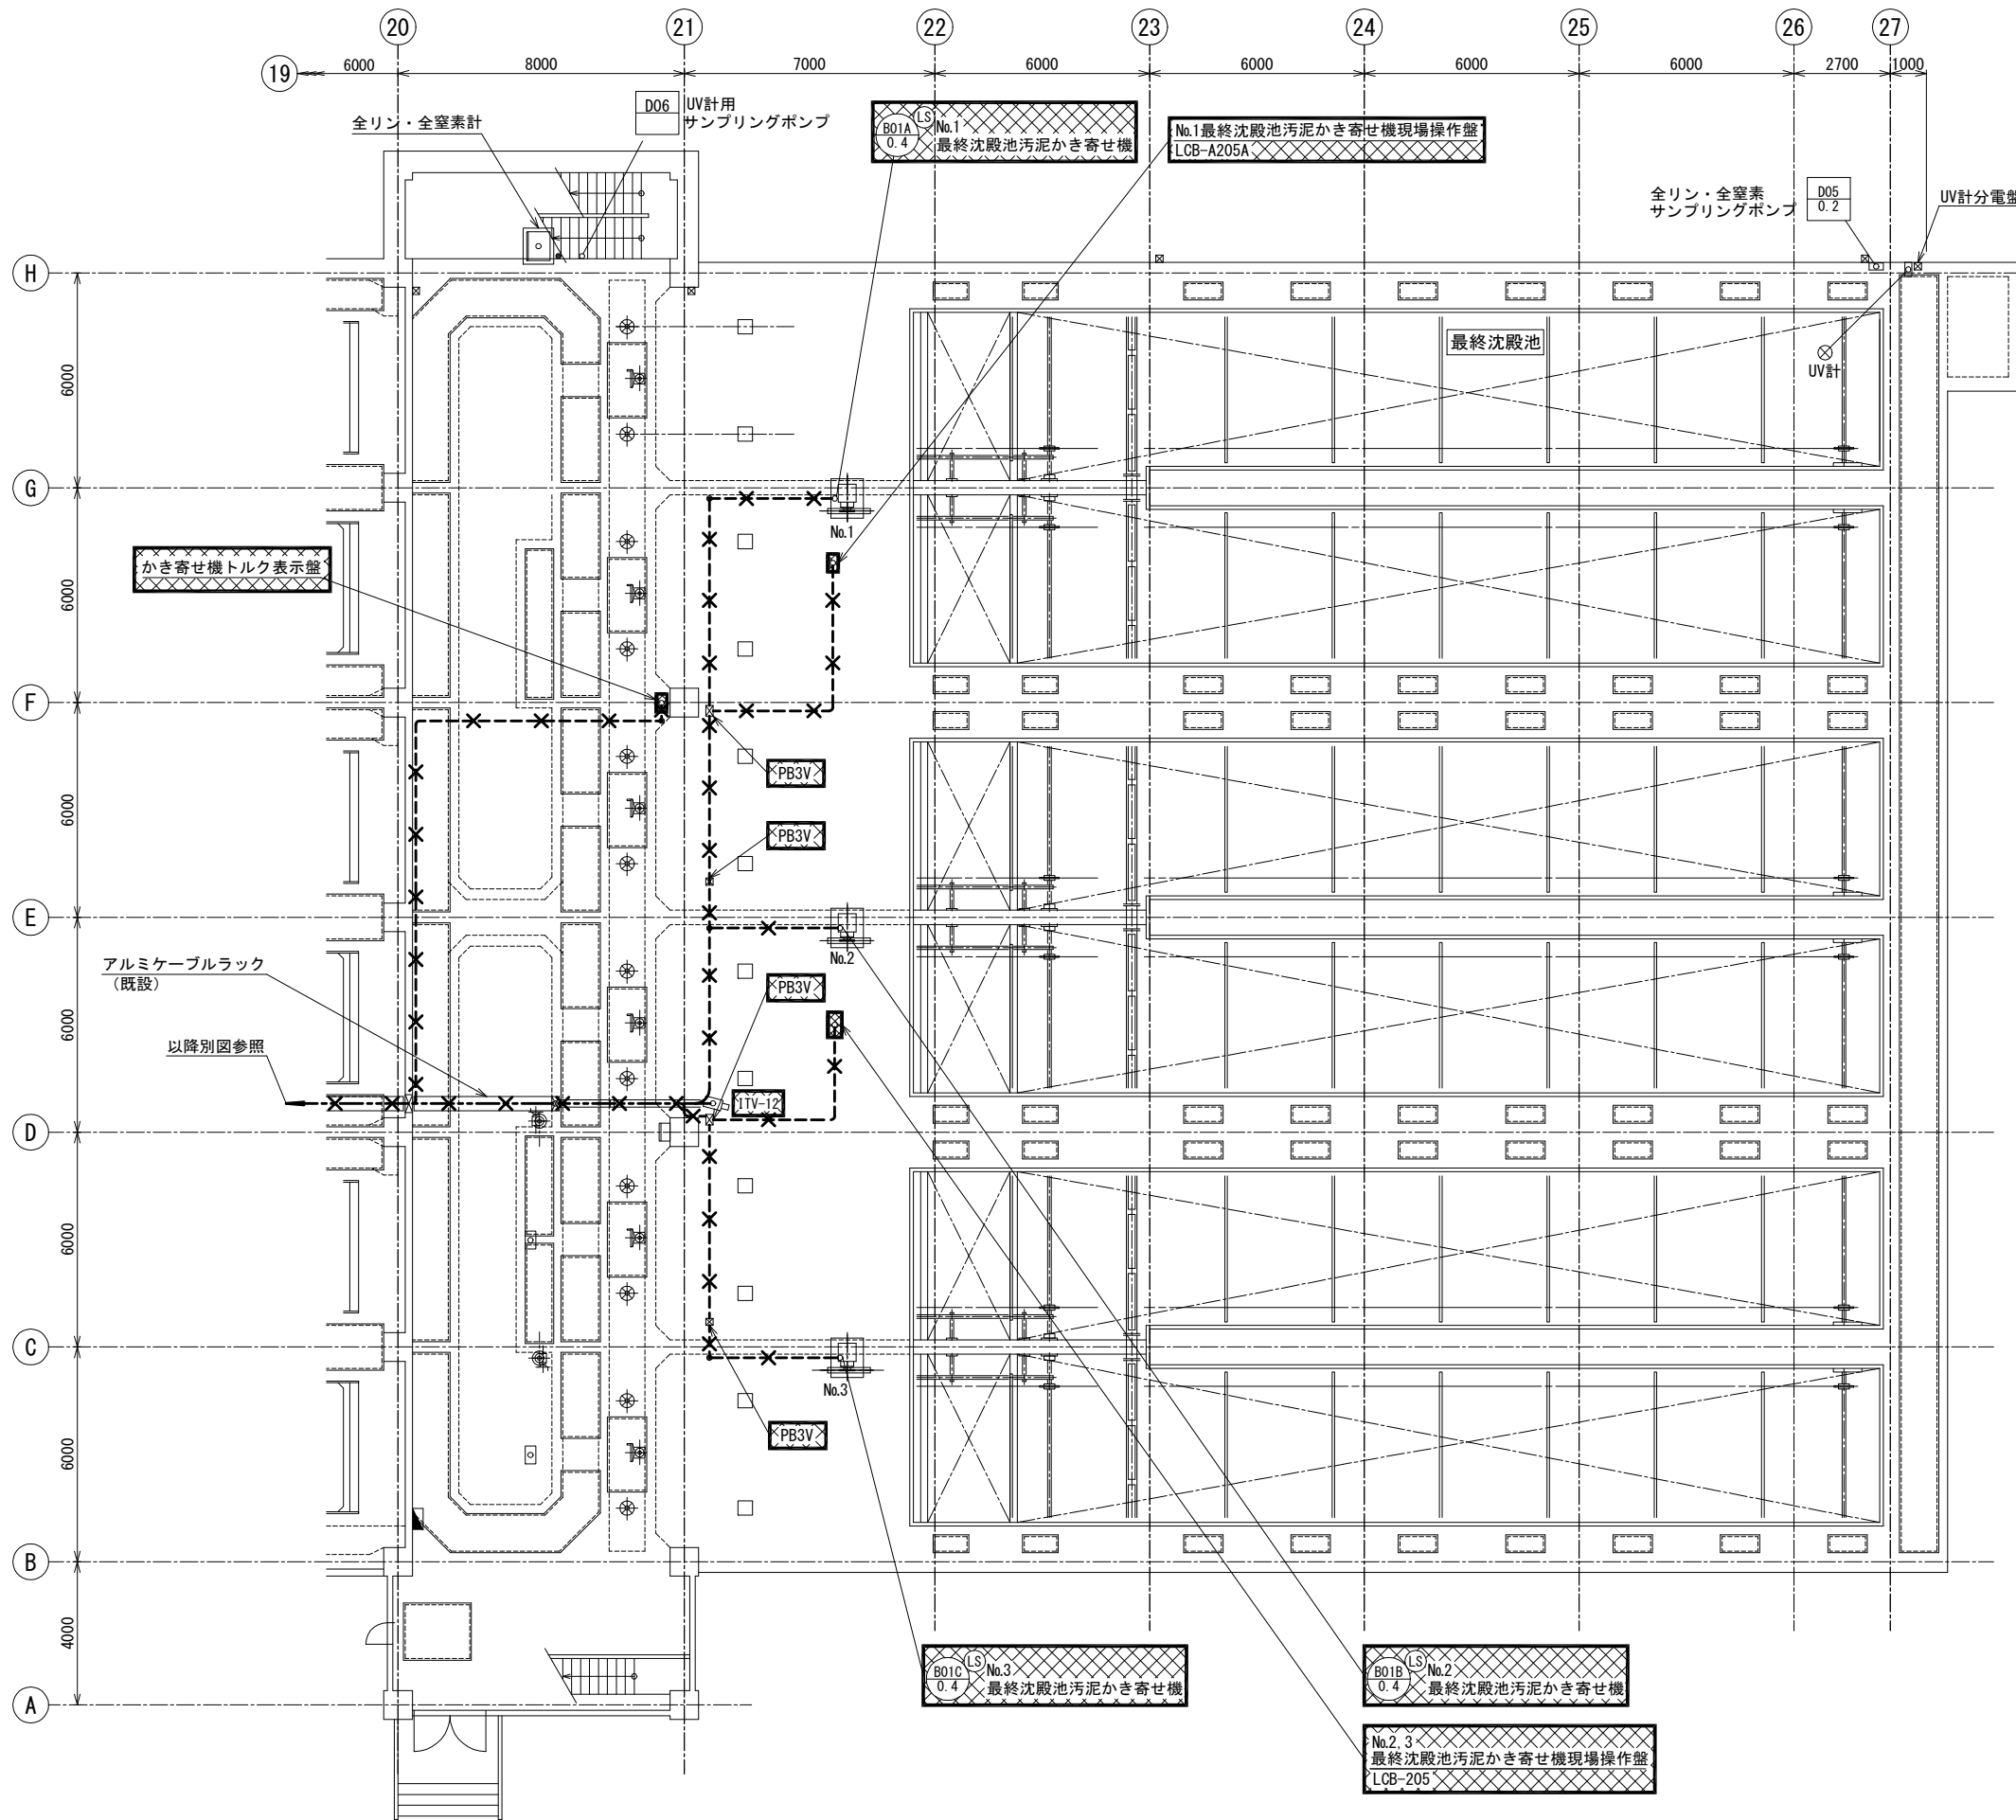 20
21
22
23
24
25
26
27
19
6000
8000
7000
6000
6000
6000
6000
2700
1000
全リン・全窒素計
D06
UV計用
サンプリングポンプ
B01A
0.4
LS
No.1
最終沈殿池汚泥かき寄せ機
No.1最終沈殿池汚泥かき寄せ機現場操作盤
LCB-A205A
全リン・全窒素
サンプリングポンプ
D05
0.2
UV計分電盤
H
最終沈殿池
UV計
6000
G
No.1
かき寄せ機トルク表示盤
6000
F
PB3V
6000
PB3V
E
No.2
アルミケーブルラック
(既設)
PB3V
6000
以降別図参照
ITV-12
D
6000
C
No.3
PB3V
6000
B
4000
B01C
0.4
LS
No.3
最終沈殿池汚泥かき寄せ機
B01B
0.4
LS
No.2
最終沈殿池汚泥かき寄せ機
A
No.2,3
最終沈殿池汚泥かき寄せ機現場操作盤
LCB-205